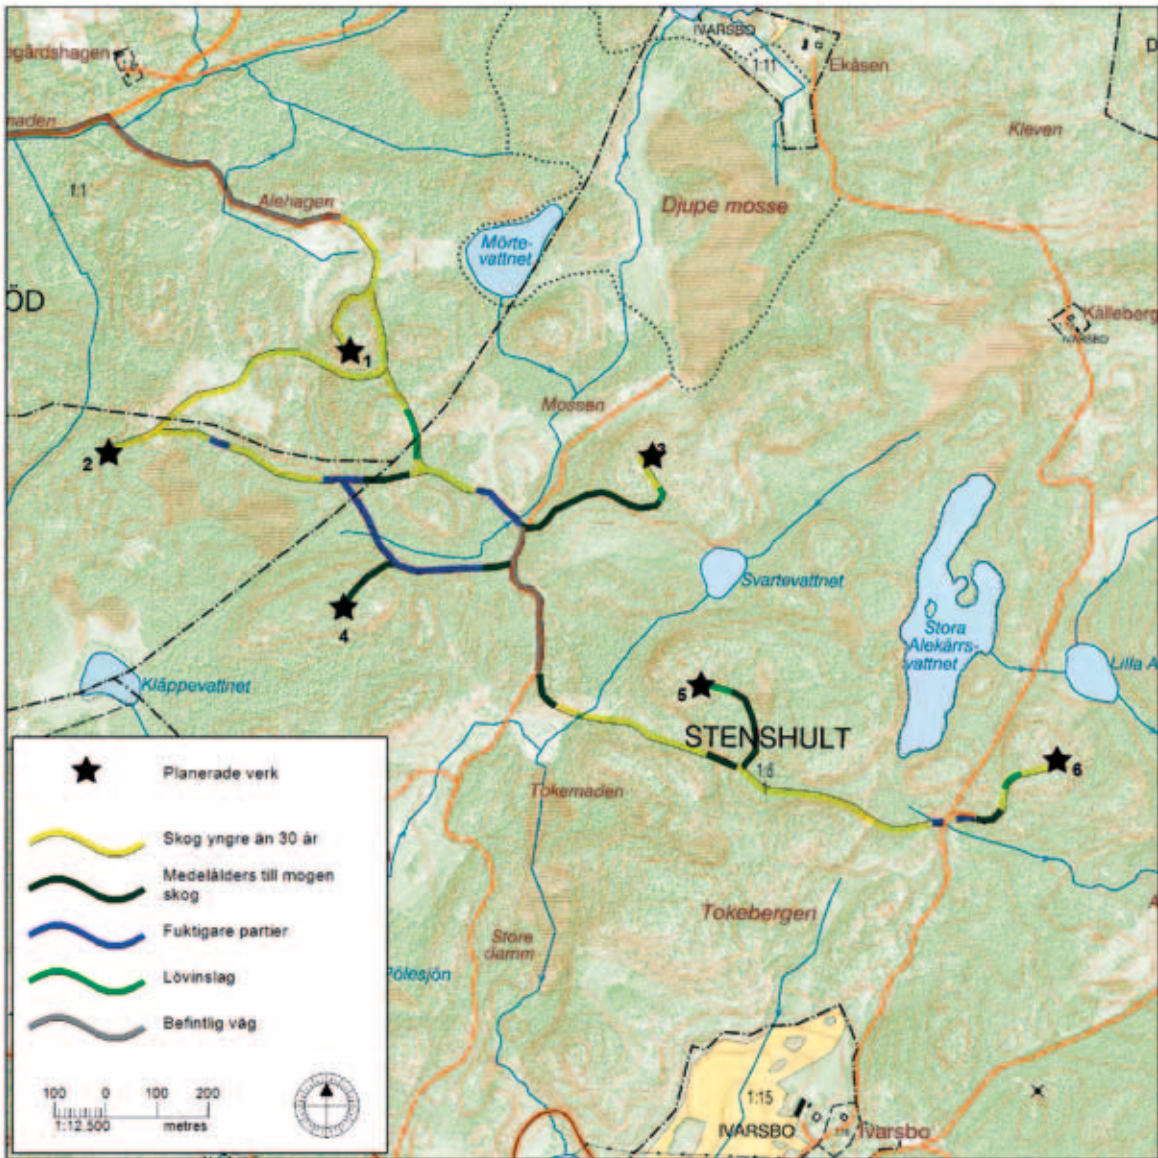 IVARSBO
ogårdshagen
1:11
Ekåsen
D
naden
Kleven
1:1
Alehagen
Djupe mosse
Mörte-
vattnet
ÖD
Källeberg
IVARSBO
1
Mossen
2
3
Svartevattnet
4
Stora
Alekärrs-
vattnet
Lilla A
Kläppevattnet
5
STENSHULT
6
1:5
Tokemaden
Tokebergen
A
Store
damm
Pölesjön
1:15
IVARSBO
Ivarsbo
Planerade verk
Skog yngre än 30 år
Medelålders till mogen
skog
Fuktigare partier
Lövinslag
Befintlig väg
100 0 100 200
1:12.500 metres